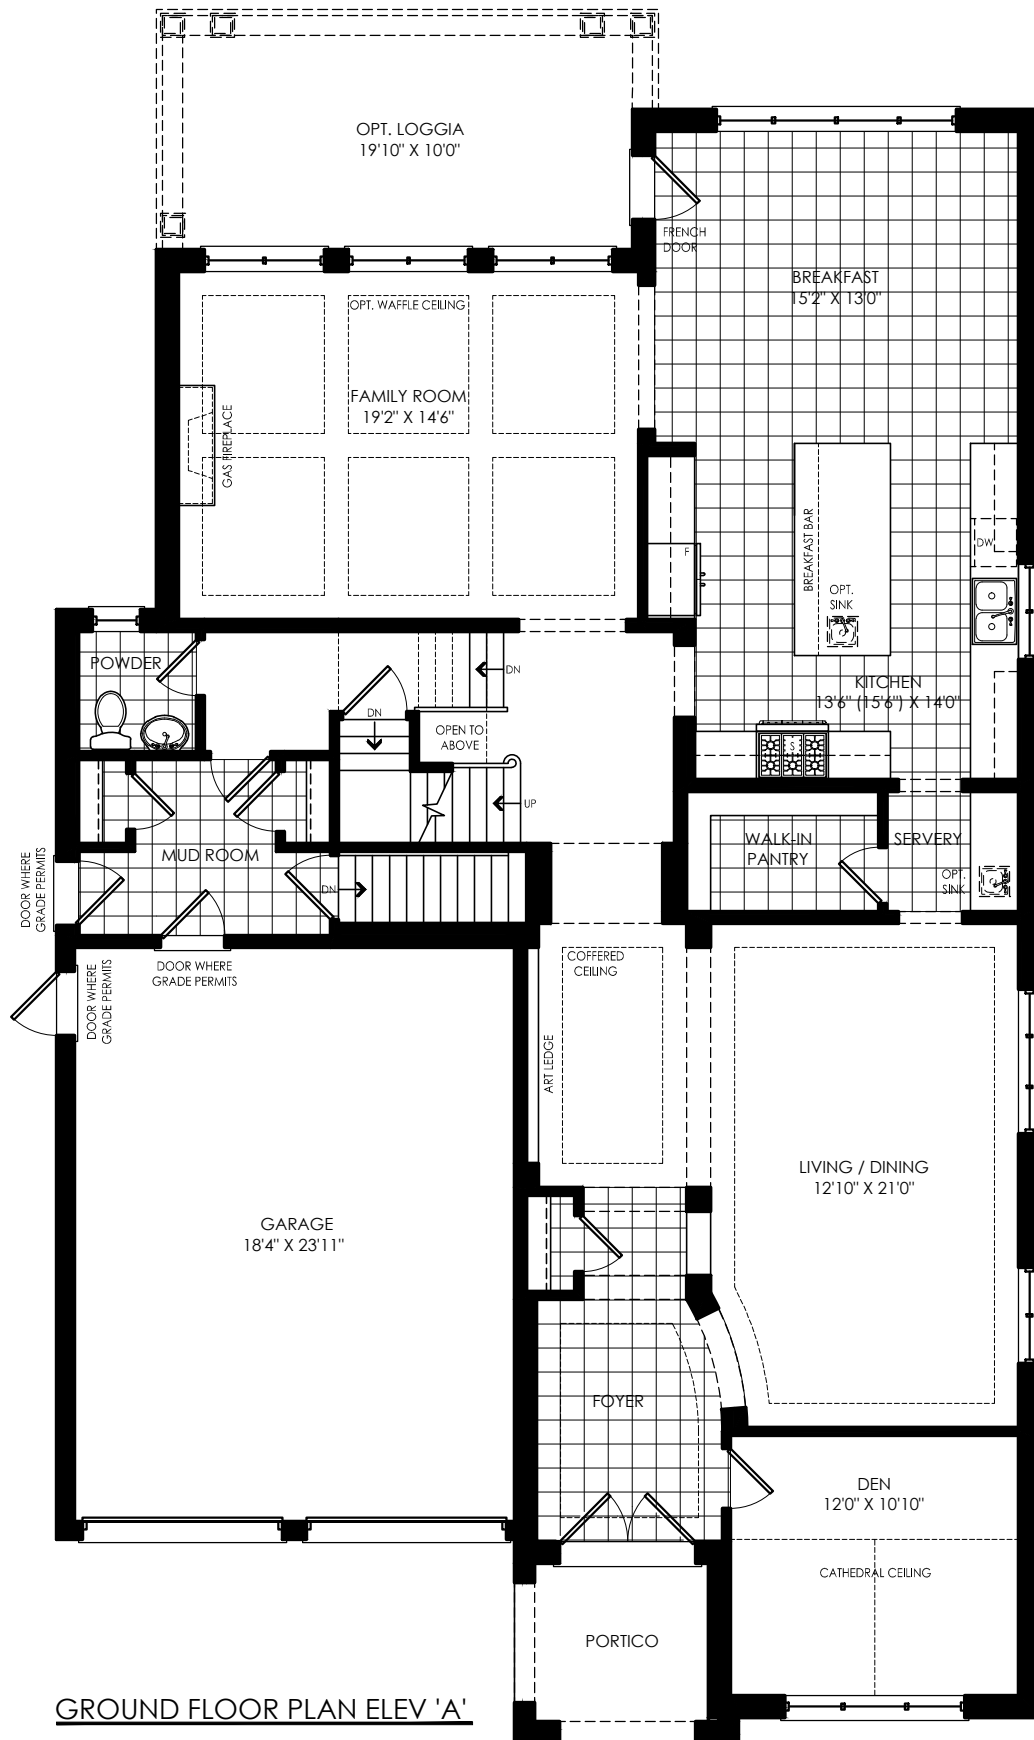 OPT. LOGGIA
19'10" X 10'0"
FRENCH
DOOR
BREAKFAST
15'2" X 13'0"
OPT. WAFFLE CEILING
FAMILY ROOM
19'2" X 14'6"
GAS FIREPLACE
BREAKFAST BAR
F
DW
OPT.
SINK
KITCHEN
13'6" (15'6") X 14'0"
S
POWDER
DN
DN
OPEN TO
ABOVE
UP
MUD ROOM
DN
WALK-IN
PANTRY
SERVERY
OPT.
SINK
DOOR WHERE
GRADE PERMITS
DOOR WHERE
GRADE PERMITS
DOOR WHERE
GRADE PERMITS
COFFERED
CEILING
ART LEDGE
LIVING / DINING
12'10" X 21'0"
GARAGE
18'4" X 23'11"
FOYER
DEN
12'0" X 10'10"
CATHEDRAL CEILING
PORTICO
GROUND FLOOR PLAN ELEV 'A'